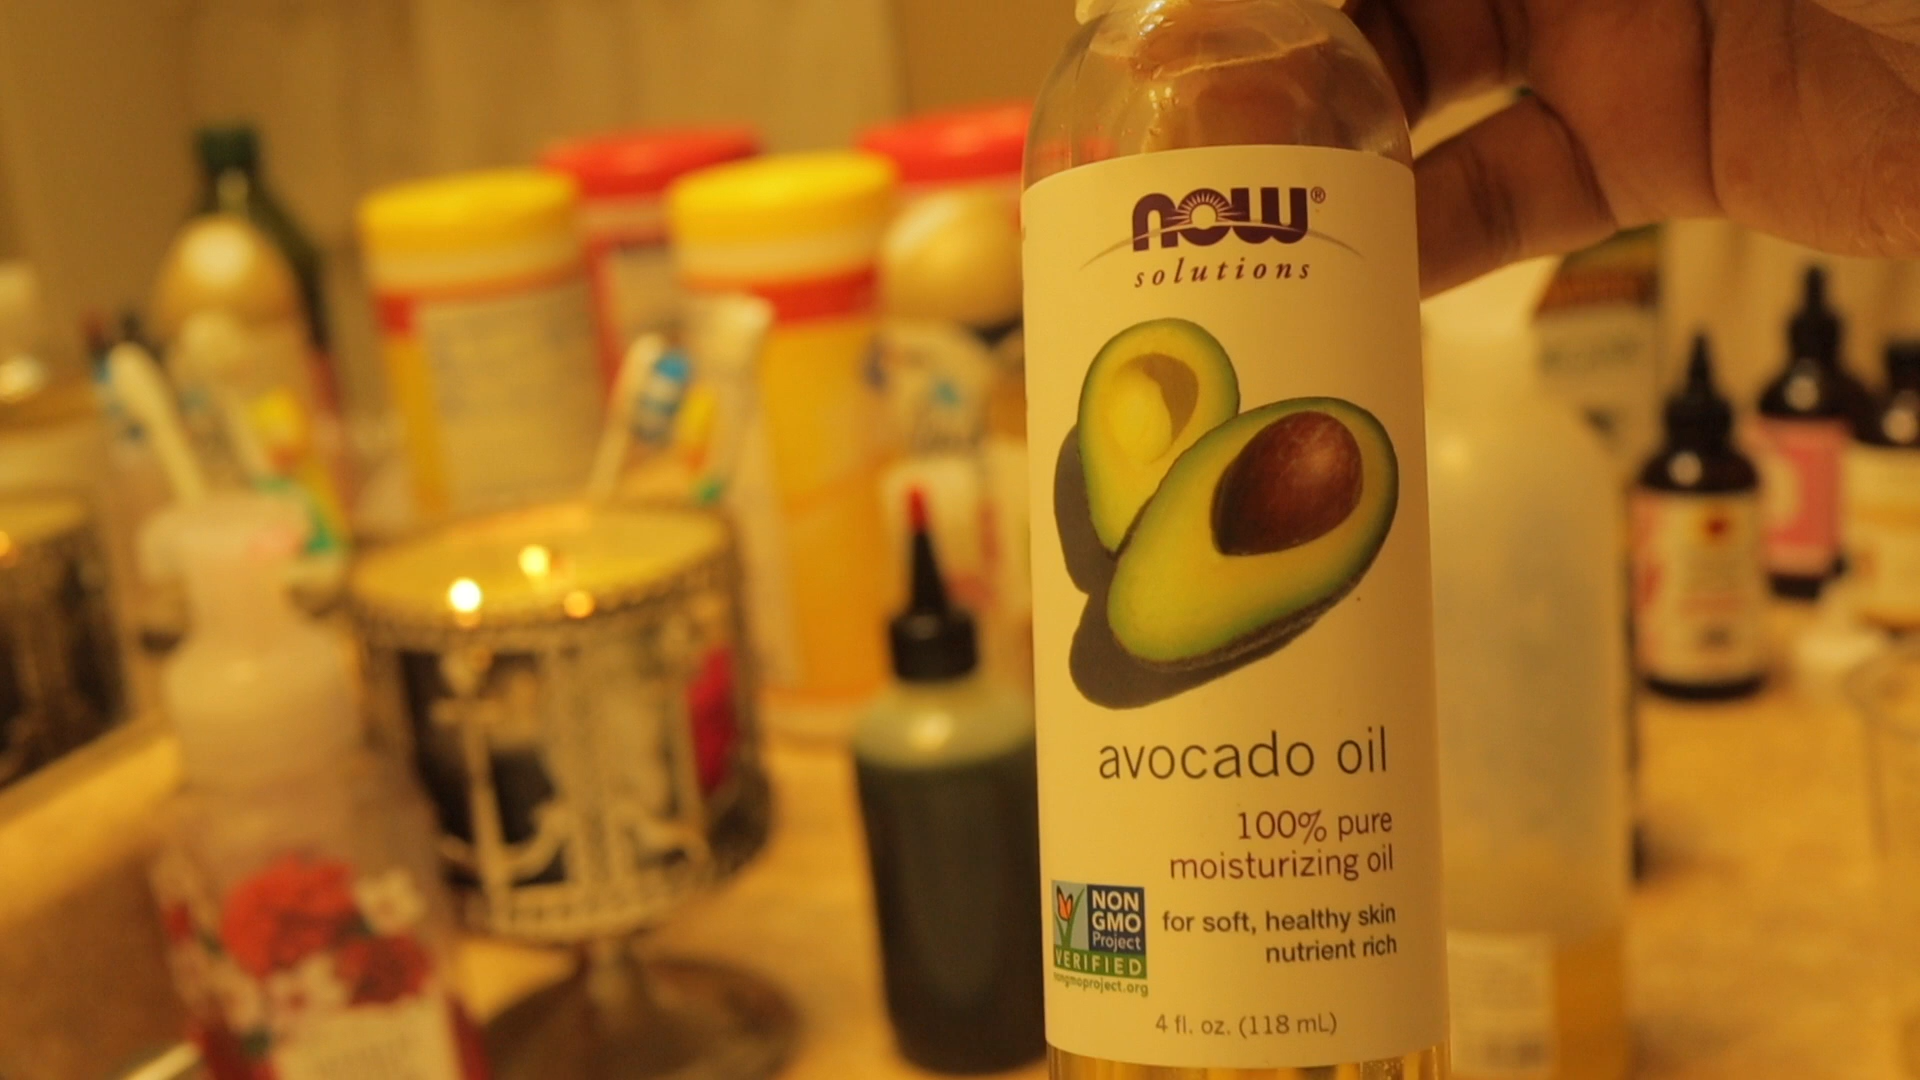 now®
solutions
avocado oil
100% pure
moisturizing oil
NON
GMO
Project
VERIFIED
nongmoproject.org
for soft, healthy skin
nutrient rich
4 fl. oz. (118 mL)